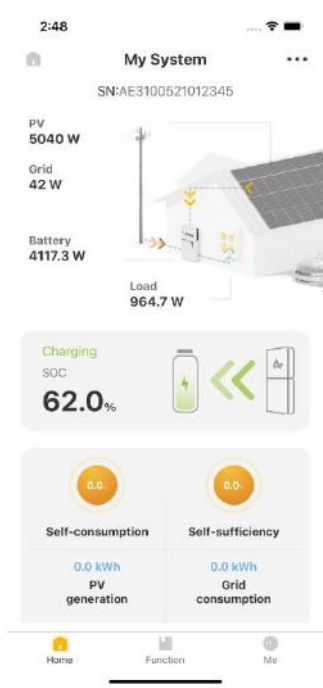 2:48
My System
SN:AE3100521012345
PV
5040 W
Grid
42 W
Battery
4117.3 W
Load
964.7 W
Charging
SOC
62.0%
0.0%
0.0%
Self-consumption
Self-sufficiency
0.0 kWh
0.0 kWh
PV
generation
Grid
consumption
Home
Function
Me